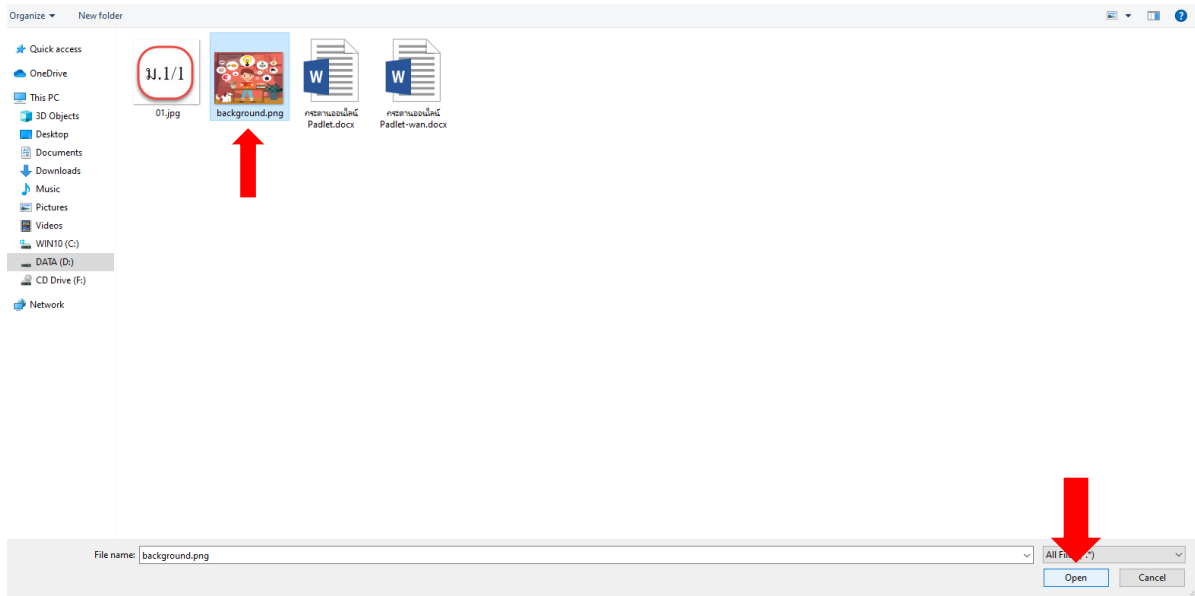 Organize New folder
Quick access
OneDrive
This PC
3D Objects
Desktop
Documents
Downloads
Music
Pictures
Videos
WIN10 (C:)
DATA (D:)
CD Drive (F:)
Network
ม.1/1
01.jpg
background.png
กระดานออนไลน์
Padlet.docx
กระดานออนไลน์
Padlet-wan.docx
File name: background.png
All Fil
Open Cancel